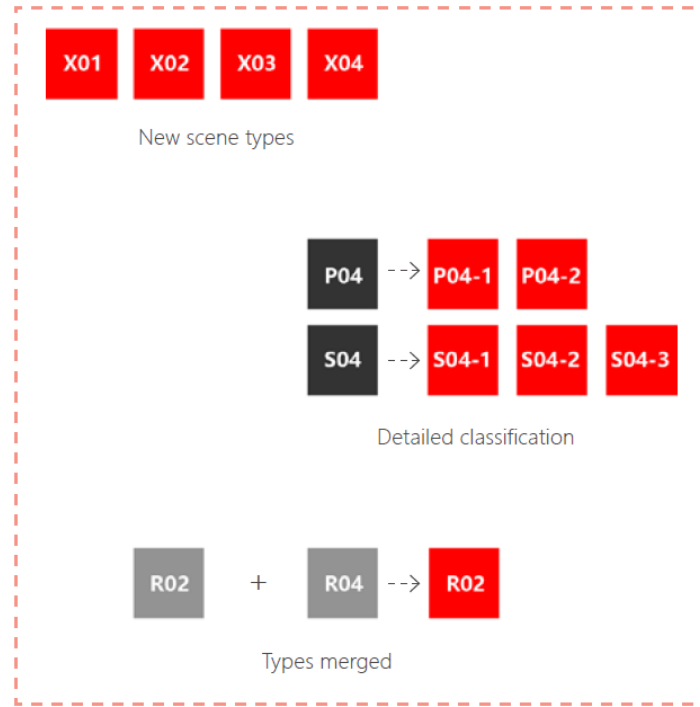 X01 X02 X03 X04
New scene types
P04 --> P04-1 P04-2
S04 --> S04-1 S04-2 S04-3
Detailed classification
R02 + R04 --> R02
Types merged